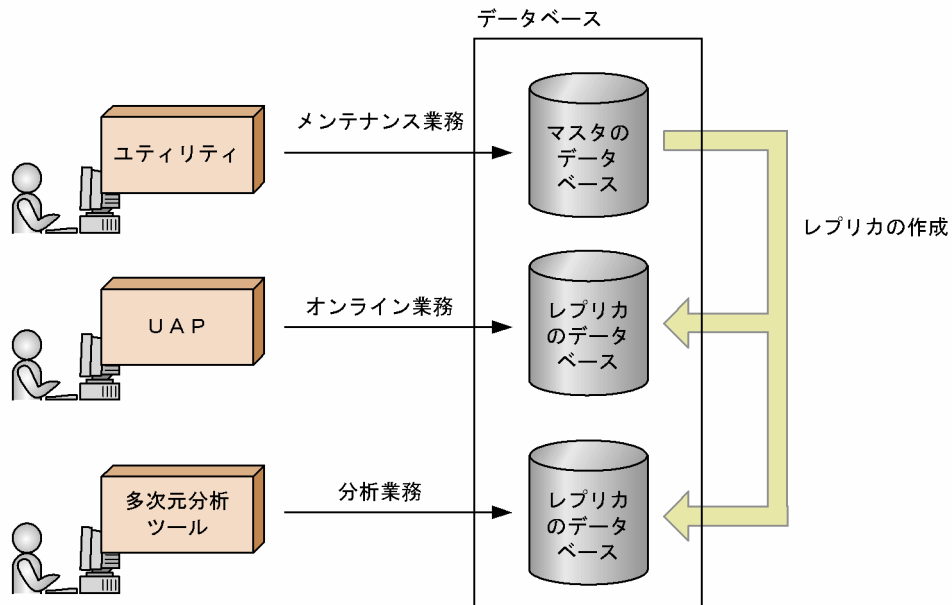 データベース
ユティリティ
メンテナンス業務
マスタの
データ
ベース
レプリカの作成
UAP
オンライン業務
レプリカ
のデータ
ベース
多次元分析
ツール
分析業務
レプリカ
のデータ
ベース